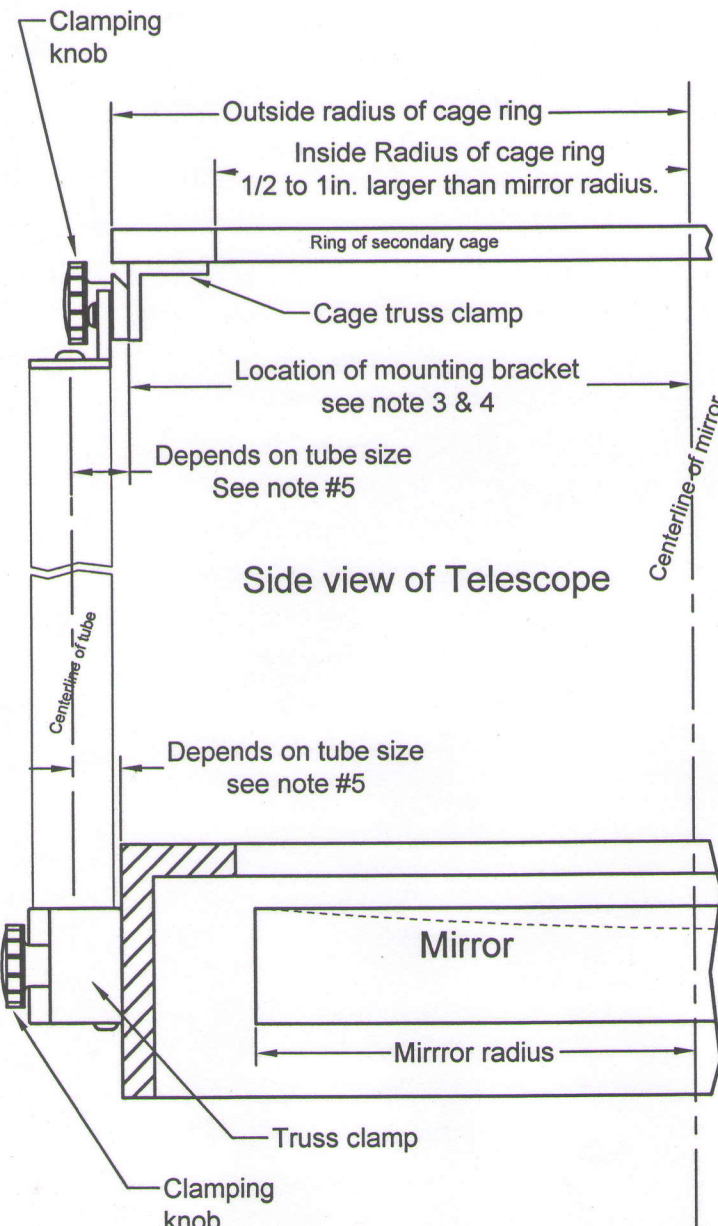 Clamping
knob
Outside radius of cage ring
Inside Radius of cage ring
1/2 to 1in. larger than mirror radius.
Ring of secondary cage
Cage truss clamp
Location of mounting bracket
see note 3 & 4
Centerline of mirror
Depends on tube size
See note #5
Side view of Telescope
Centerline of tube
Depends on tube size
see note #5
Mirror
Mirrror radius
Truss clamp
Clamping
knob